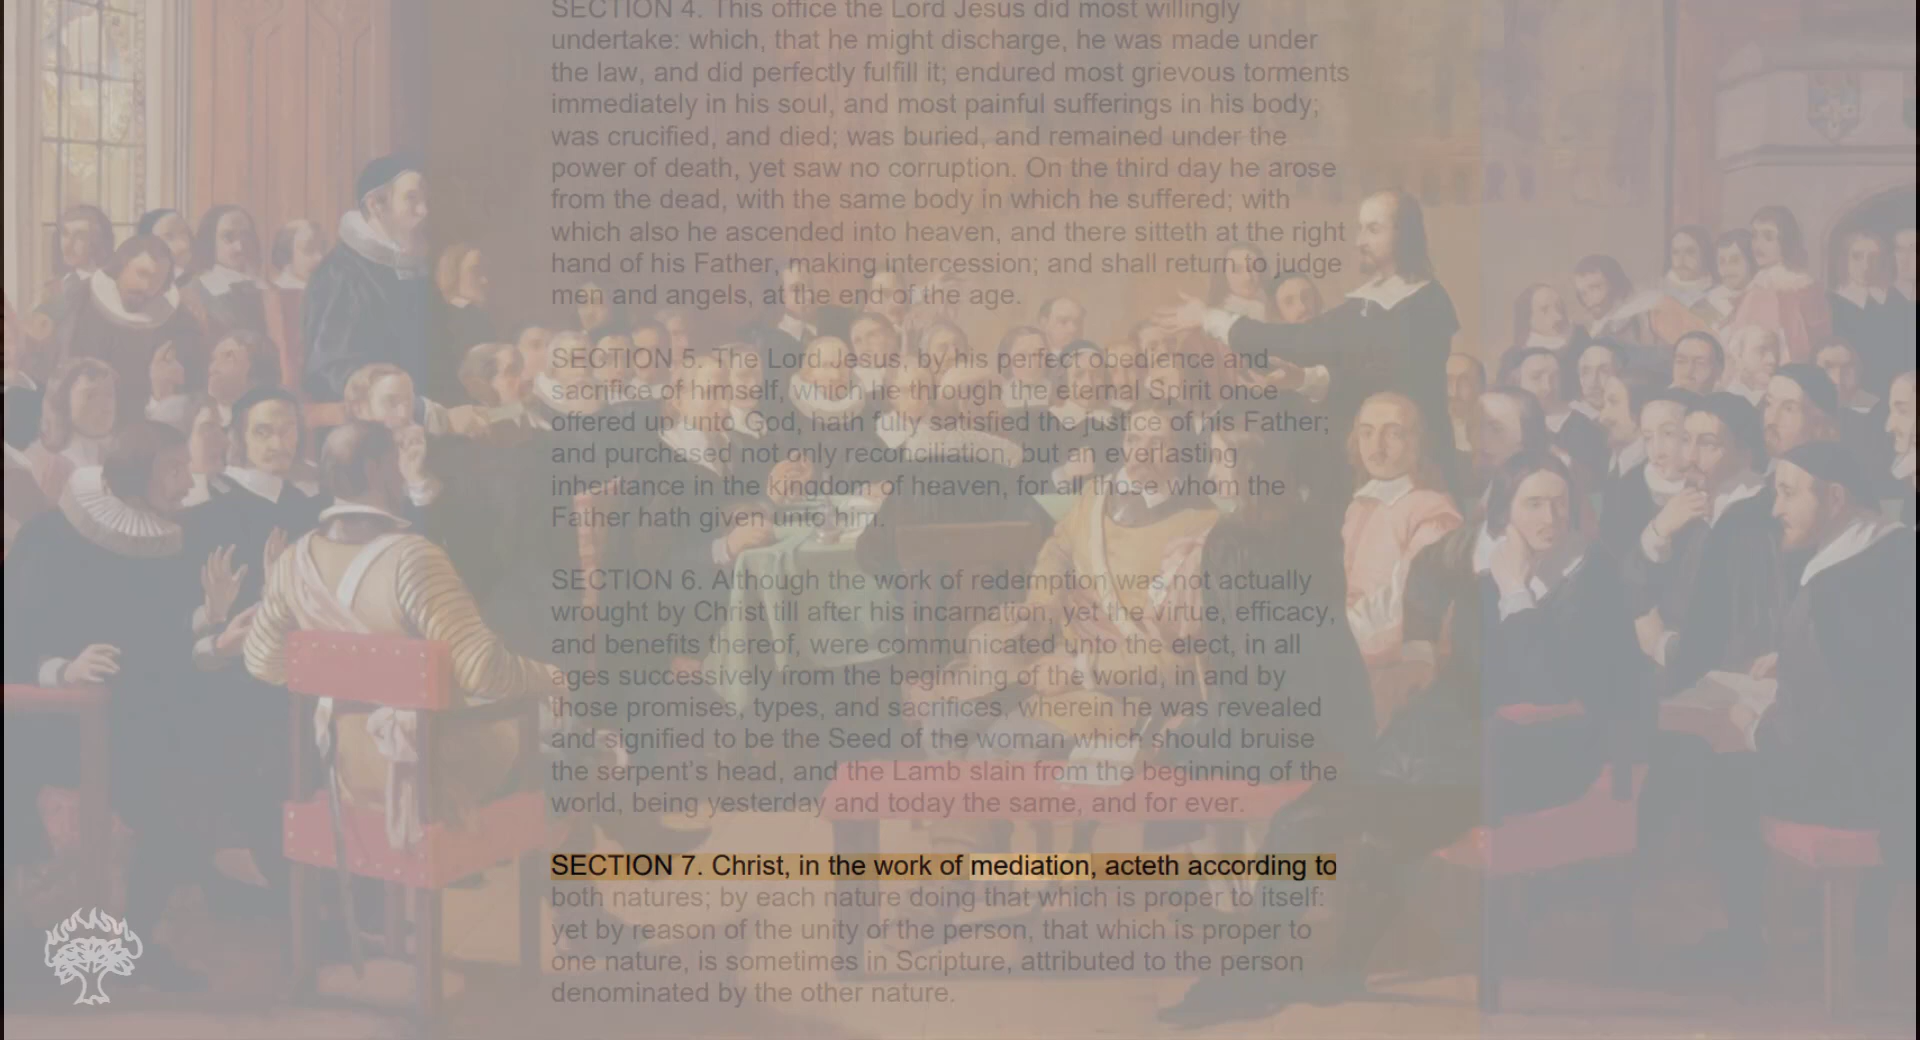 SECTION 4. This office the Lord Jesus did most willingly
undertake: which, that he might discharge, he was made under
the law, and did perfectly fulfill it; endured most grievous torments
immediately in his soul, and most painful sufferings in his body;
was crucified, and died; was buried, and remained under the
power of death, yet saw no corruption. On the third day he arose
from the dead, with the same body in which he suffered; with
which also he ascended into heaven, and there sitteth at the right
hand of his Father, making intercession; and shall return to judge
men and angels, at the end of the age.
SECTION 5. The Lord Jesus, by his perfect obedience and
sacrifice of himself, which he through the eternal Spirit once
offered up unto God, hath fully satisfied the justice of his Father;
and purchased not only reconciliation, but an everlasting
inheritance in the kingdom of heaven, for all those whom the
Father hath given unto him.
SECTION 6. Although the work of redemption was not actually
wrought by Christ till after his incarnation, yet the virtue, efficacy,
and benefits thereof, were communicated unto the elect, in all
ages successively from the beginning of the world, in and by
those promises, types, and sacrifices, wherein he was revealed
and signified to be the Seed of the woman which should bruise
the serpent's head, and the Lamb slain from the beginning of the
world, being yesterday and today the same, and for ever.
SECTION 7. Christ, in the work of mediation, acteth according to
both natures; by each nature doing that which is proper to itself:
yet by reason of the unity of the person, that which is proper to
one nature, is sometimes in Scripture, attributed to the person
denominated by the other nature.